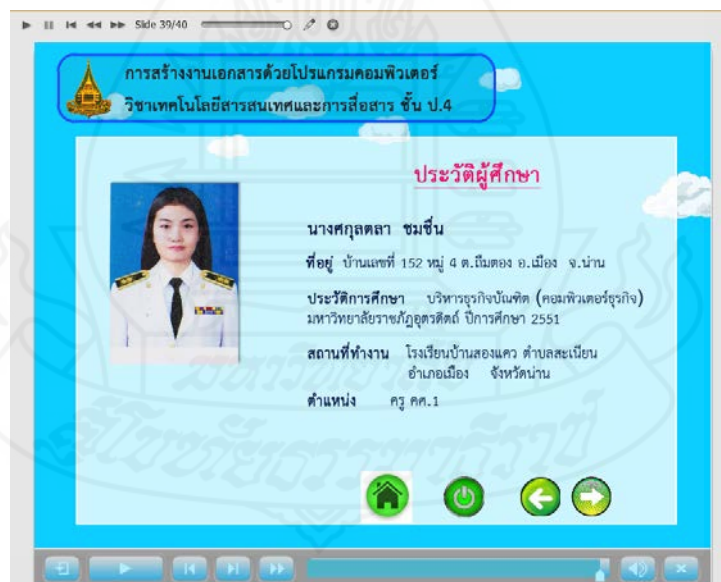 Slide 39/40
การสร้างงานเอกสารด้วยโปรแกรมคอมพิวเตอร์
วิชาเทคโนโลยีสารสนเทศและการสื่อสาร ชั้น ป.4
ประวัติผู้ศึกษา
นางศกุลตลา ชมชื่น
ที่อยู่ บ้านเลขที่ 152 หมู่ 4 ต.ถืมตอง อ.เมือง จ.น่าน
ประวัติการศึกษา บริหารธุรกิจบัณฑิต (คอมพิวเตอร์ธุรกิจ)
มหาวิทยาลัยราชภัฏอุตรดิตถ์ ปีการศึกษา 2551
สถานที่ทำงาน โรงเรียนบ้านสองแคว ตำบลสะเนียน
อำเภอเมือง จังหวัดน่าน
ตำแหน่ง ครู คศ.1